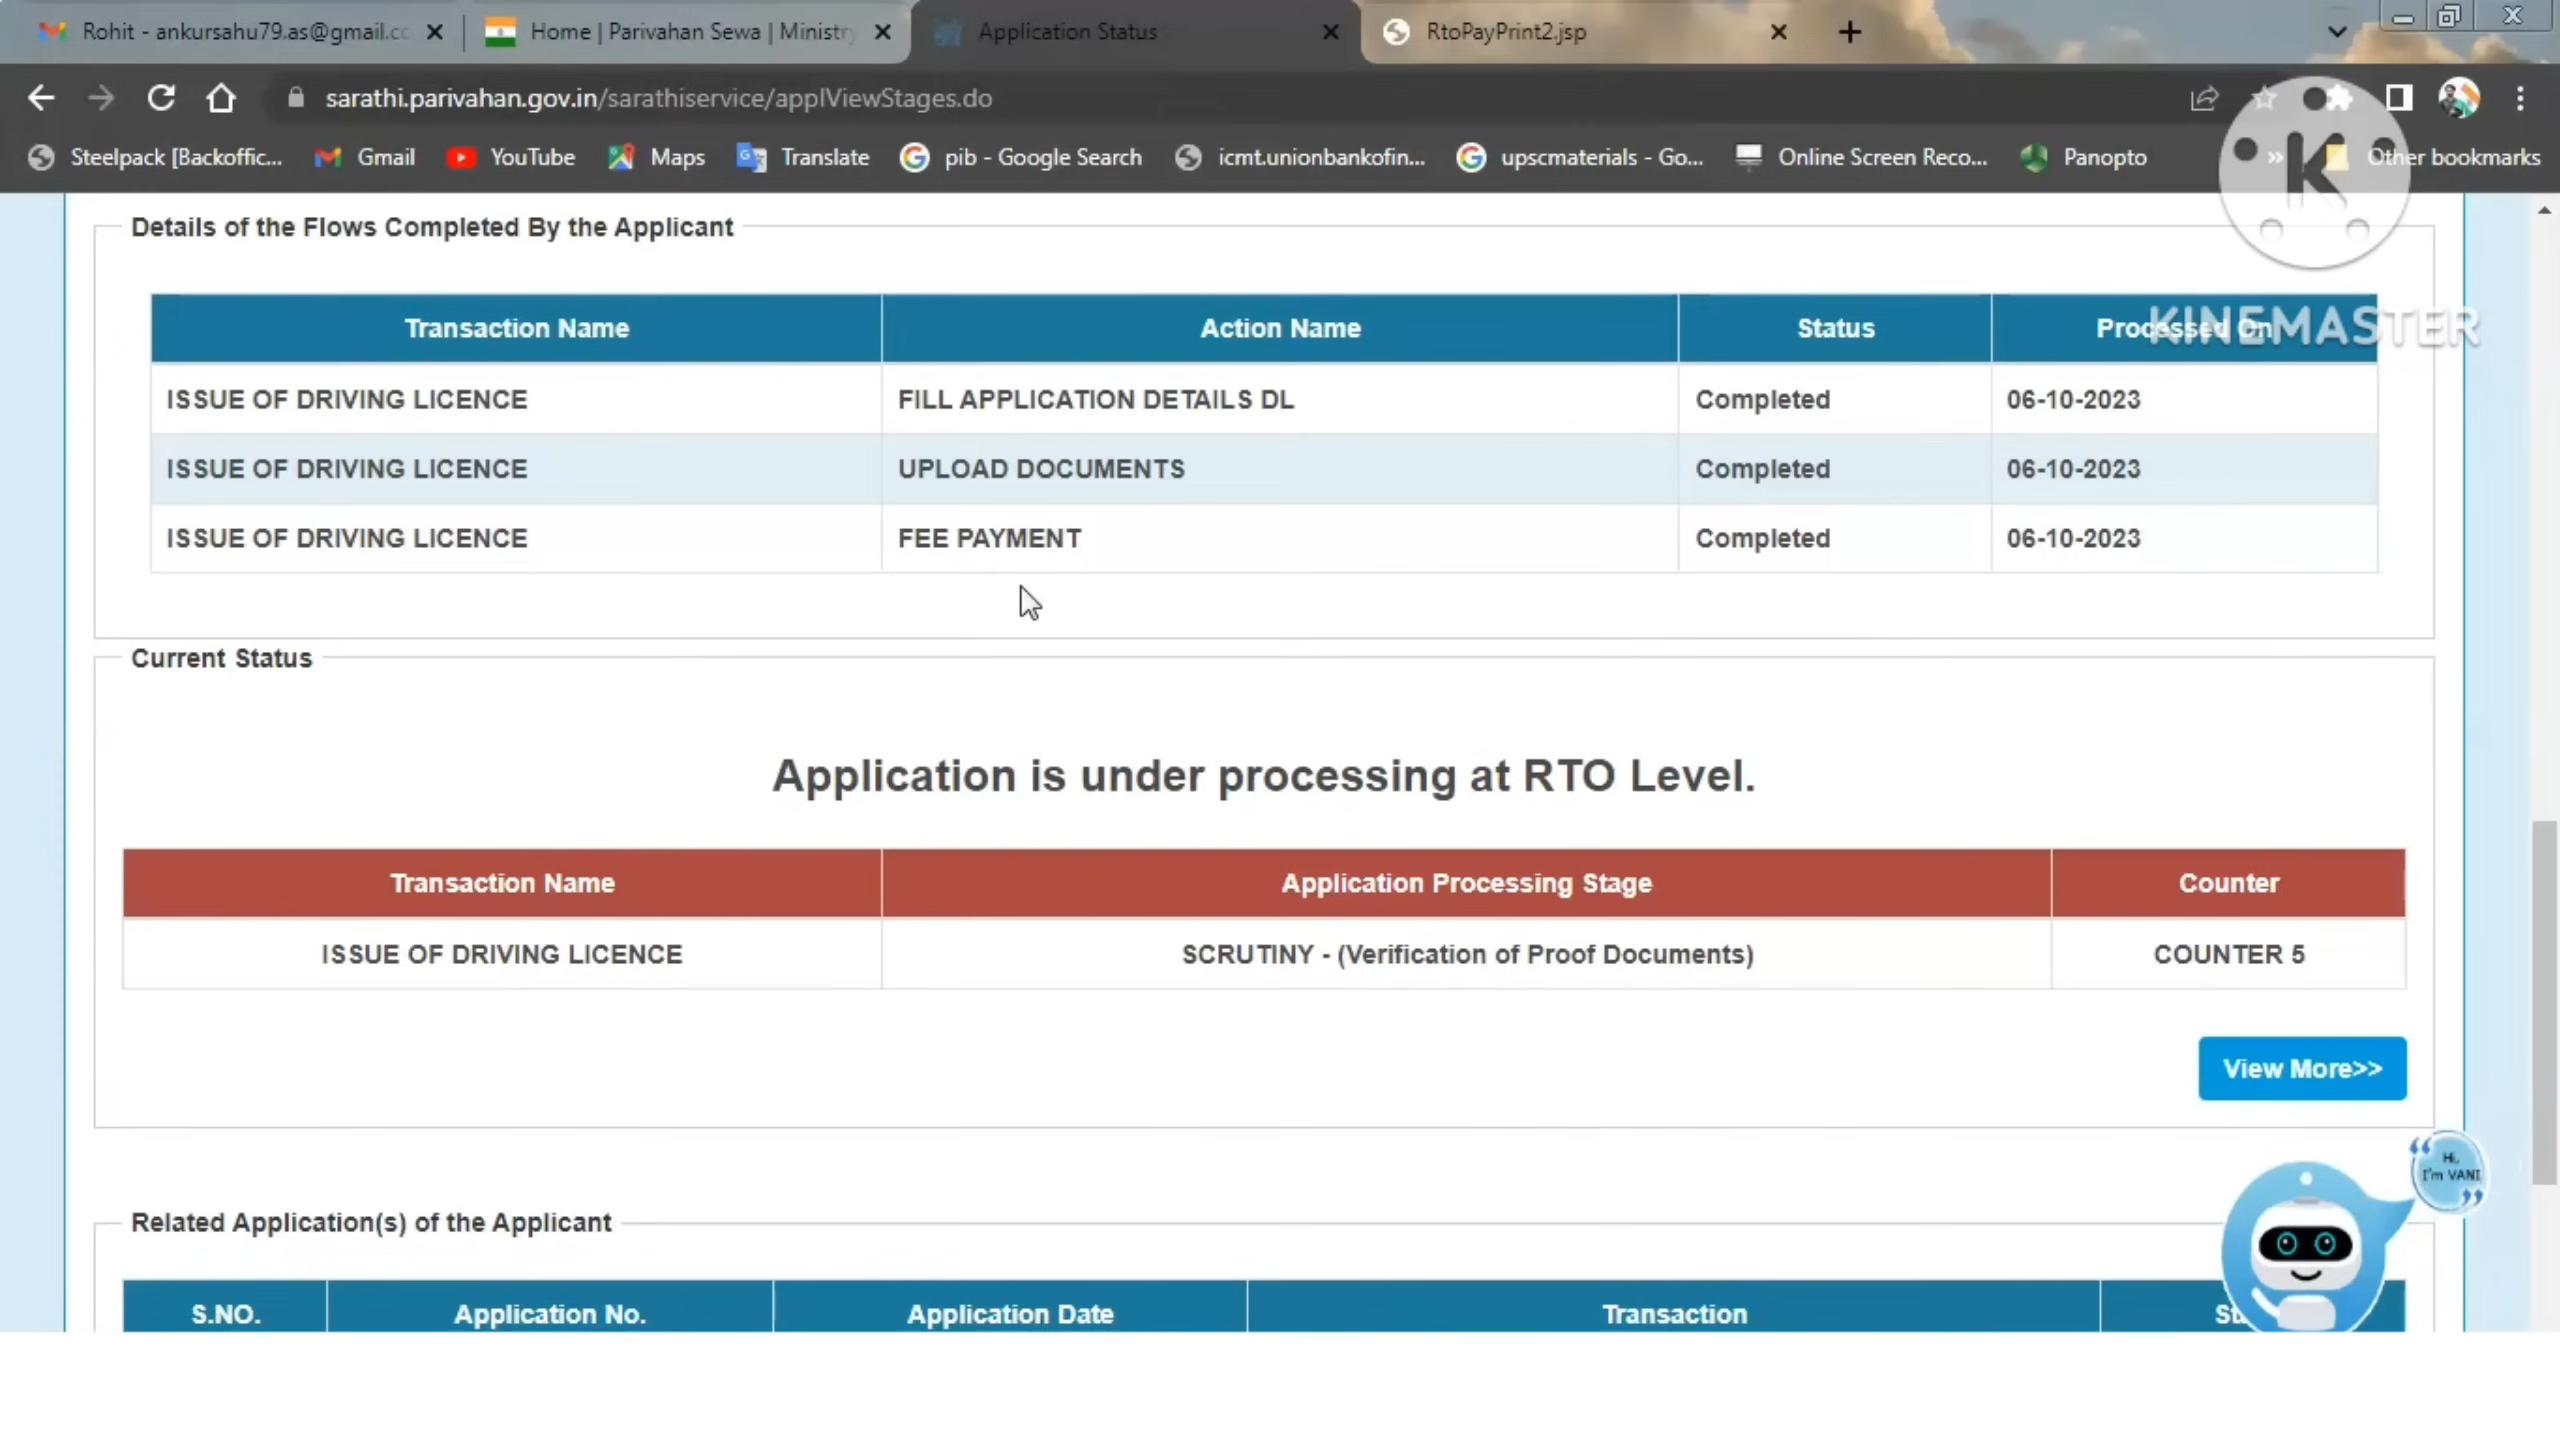 Rohit - ankursahu79.as@gmail.cc
Home | Parivahan Sewa | Ministry
Application Status
RtoPayPrint2.jsp
sarathi.parivahan.gov.in/sarathiservice/applViewStages.do
Steelpack [Backoffic...
Gmail
YouTube
Maps
Translate
pib - Google Search
icmt.unionbankofin...
upscmaterials - Go...
Online Screen Reco...
Panopto
»
Other bookmarks
K
KINEMASTER
Details of the Flows Completed By the Applicant
Transaction Name Action Name Status Processed On
ISSUE OF DRIVING LICENCE FILL APPLICATION DETAILS DL Completed 06-10-2023
ISSUE OF DRIVING LICENCE UPLOAD DOCUMENTS Completed 06-10-2023
ISSUE OF DRIVING LICENCE FEE PAYMENT Completed 06-10-2023
Current Status
Application is under processing at RTO Level.
Transaction Name Application Processing Stage Counter
ISSUE OF DRIVING LICENCE SCRUTINY - (Verification of Proof Documents) COUNTER 5
View More>>
Hi,
I'm VANI
Related Application(s) of the Applicant
S.NO. Application No. Application Date Transaction